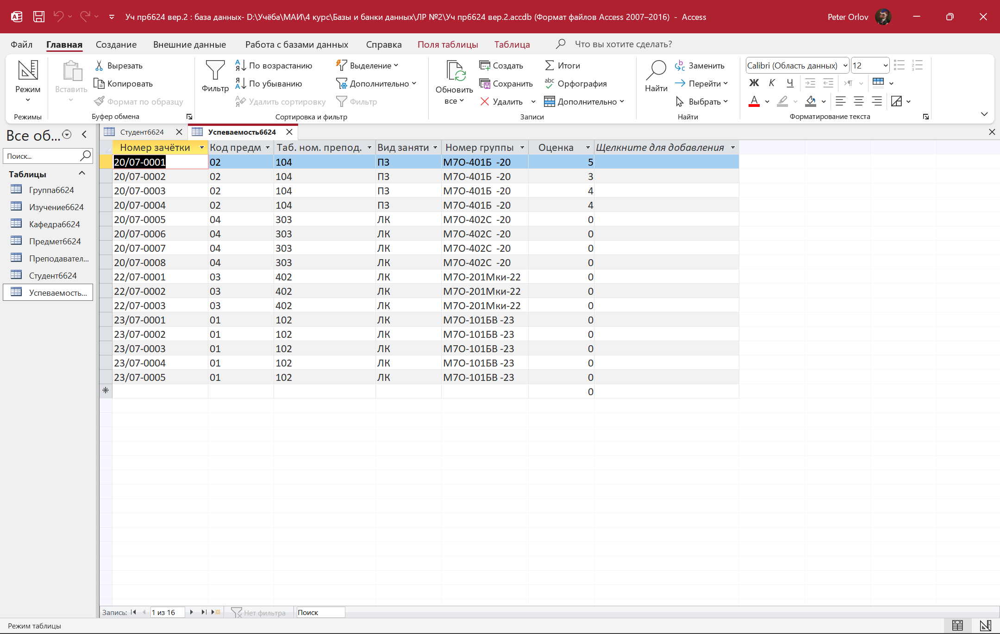 Уч пр6624 вер.2 : база данных- D:\Учёба\МАИ\4 курс\Базы и банки данных\ЛР №2\Уч пр6624 вер.2.accdb (Формат файлов Access 2007–2016) - Access
Peter Orlov
Файл Главная Создание Внешние данные Работа с базами данных Справка Поля таблицы Таблица Что вы хотите сделать?
Режим
Режимы
Вставить
Вырезать
Копировать
Формат по образцу
Буфер обмена
Фильтр
По возрастанию
По убыванию
Удалить сортировку
Выделение
Дополнительно
Фильтр
Сортировка и фильтр
Обновить
все
Создать
Сохранить
Удалить
Итоги
Орфография
Дополнительно
Записи
Найти
Заменить
Перейти
Выбрать
Найти
Calibri (Область данных) 12
Ж К Ч
А
Форматирование текста
Все об...
Поиск...
Таблицы
Группа6624
Изучение6624
Кафедра6624
Предмет6624
Преподавател...
Студент6624
Успеваемость...
Студент6624 Успеваемость6624
Номер зачётки Код предм Таб. ном. препод. Вид заняти Номер группы Оценка Щелкните для добавления
20/07-0001 02 104 ПЗ М7О-401Б -20 5
20/07-0002 02 104 ПЗ М7О-401Б -20 3
20/07-0003 02 104 ПЗ М7О-401Б -20 4
20/07-0004 02 104 ПЗ М7О-401Б -20 4
20/07-0005 04 303 ЛК М7О-402С -20 0
20/07-0006 04 303 ЛК М7О-402С -20 0
20/07-0007 04 303 ЛК М7О-402С -20 0
20/07-0008 04 303 ЛК М7О-402С -20 0
22/07-0001 03 402 ЛК М7О-201Мки-22 0
22/07-0002 03 402 ЛК М7О-201Мки-22 0
22/07-0003 03 402 ЛК М7О-201Мки-22 0
23/07-0001 01 102 ЛК М7О-101БВ -23 0
23/07-0002 01 102 ЛК М7О-101БВ -23 0
23/07-0003 01 102 ЛК М7О-101БВ -23 0
23/07-0004 01 102 ЛК М7О-101БВ -23 0
23/07-0005 01 102 ЛК М7О-101БВ -23 0
0
Запись: 1 из 16 Нет фильтра Поиск
Режим таблицы